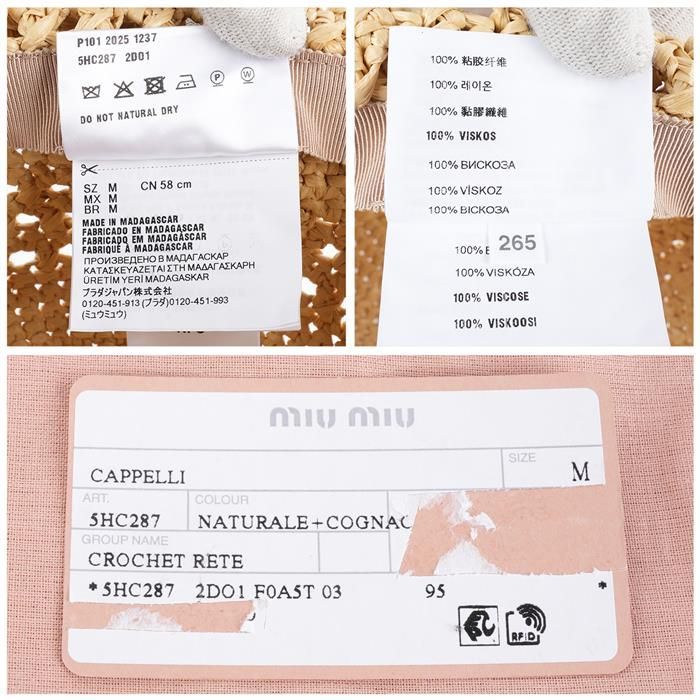 P101 2025 1237
5HC287 2D01
P
W
DO NOT NATURAL DRY
SZ M CN 58 cm
MX M
BR M
MADE IN MADAGASCAR
FABRICADO EN MADAGASCAR
FABRICADO EM MADAGASCAR
FABRIQUÉ À MADAGASCAR
ПРОИЗВЕДЕНО В МАДАГАСКАР
ΚΑΤΑΣΚΕΥΑΖΕΤΑΙ ΣΤΗ ΜΑΔΑΓΑΣΚΑΡΗ
ÜRETİM YERİ MADAGASKAR
プラダジャパン株式会社
0120-451-913 (プラダ)0120-451-993
(ミュウミュウ)
100% 粘胶纤维
100% 레이온
100% 黏膠纖維
100% VISKOS
100% ВИСКОЗА
100% VİSKOZ
100% ВІСКОЗА
265
100% VISKÓZA
100% VISCOSE
100% VISKOOSI
miu miu
SIZE
CAPPELLI M
ART. COLOUR
5HC287 NATURALE+COGNAC
GROUP NAME
CROCHET RETE
*5HC287 2DO1 F0A5T 03 95 *
RFID